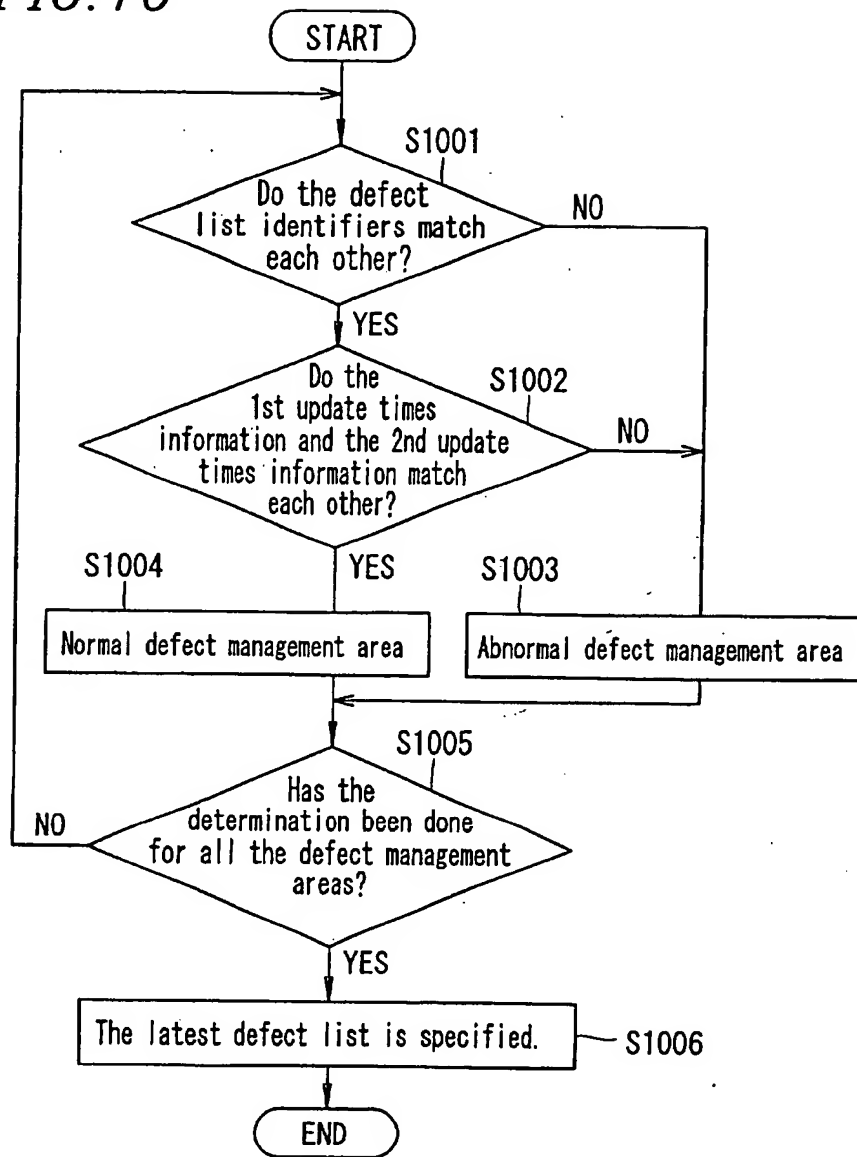 FIG. 10
START
S1001
Do the defect
list identifiers match
each other?
NO
YES
Do the
1st update times
information and the 2nd update
times information match
each other?
S1002
NO
YES
S1004
S1003
Normal defect management area
Abnormal defect management area
S1005
Has the
determination been done
for all the defect management
areas?
NO
YES
The latest defect list is specified.
S1006
END